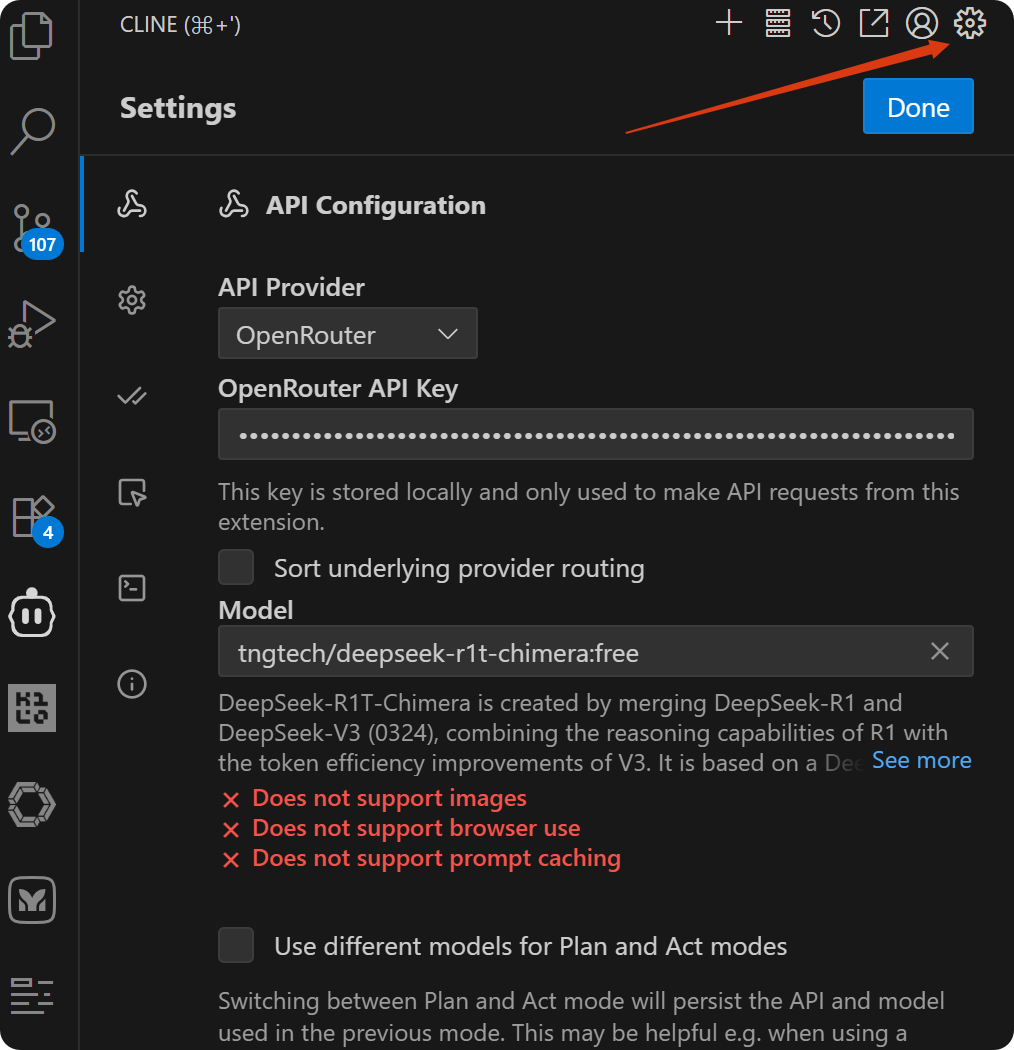 CLINE (⌘+')
Settings
Done
107
4
API Configuration
API Provider
OpenRouter
OpenRouter API Key
••••••••••••••••••••••••••••••••••••••••••••••••••••••••••••••••••••••••
This key is stored locally and only used to make API requests from this
extension.
Sort underlying provider routing
Model
tngtech/deepseek-r1t-chimera:free
DeepSeek-R1T-Chimera is created by merging DeepSeek-R1 and
DeepSeek-V3 (0324), combining the reasoning capabilities of R1 with
the token efficiency improvements of V3. It is based on a Dee See more
Does not support images
Does not support browser use
Does not support prompt caching
Use different models for Plan and Act modes
Switching between Plan and Act mode will persist the API and model
used in the previous mode. This may be helpful e.g. when using a